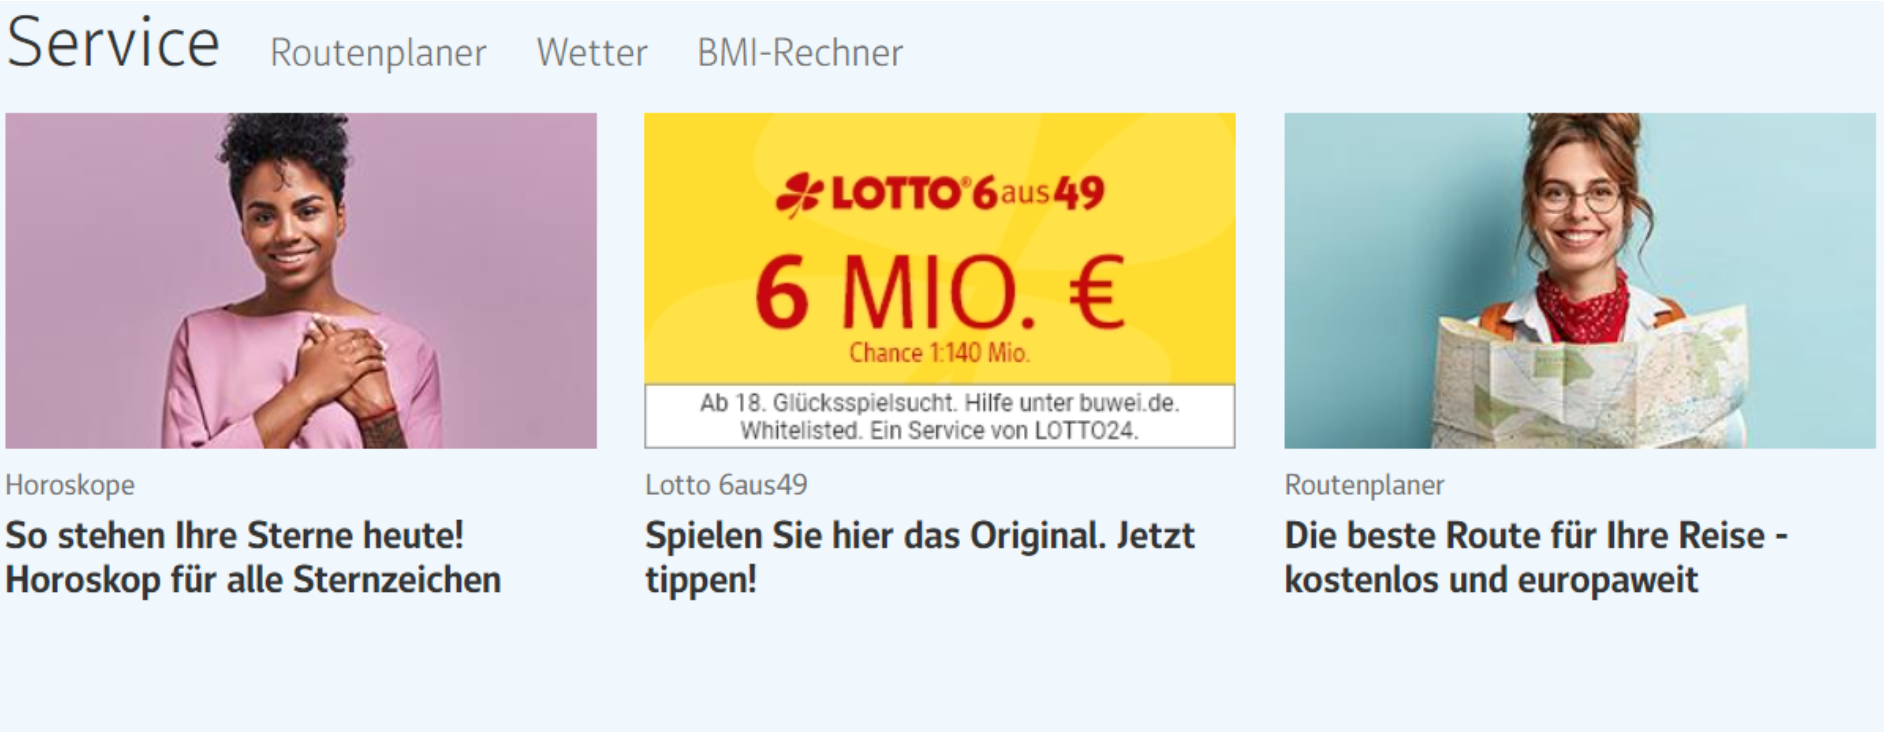 Service Routenplaner Wetter BMI-Rechner
LOTTO® 6aus49
6 MIO. €
Chance 1:140 Mio.
Ab 18. Glücksspielsucht. Hilfe unter buwei.de.
Whitelisted. Ein Service von LOTTO24.
Horoskope
So stehen Ihre Sterne heute!
Horoskop für alle Sternzeichen
Lotto 6aus49
Spielen Sie hier das Original. Jetzt
tippen!
Routenplaner
Die beste Route für Ihre Reise -
kostenlos und europaweit